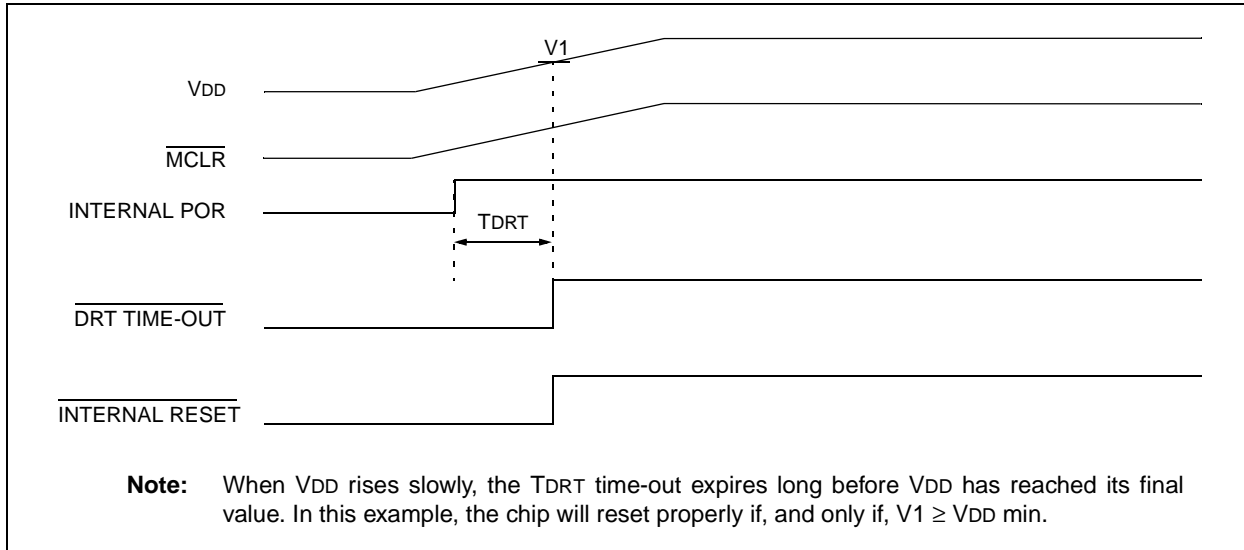 V1
VDD
MCLR
INTERNAL POR
TDRT
DRT TIME-OUT
INTERNAL RESET
Note: When VDD rises slowly, the TDRT time-out expires long before VDD has reached its final
value. In this example, the chip will reset properly if, and only if, V1 ≥ VDD min.